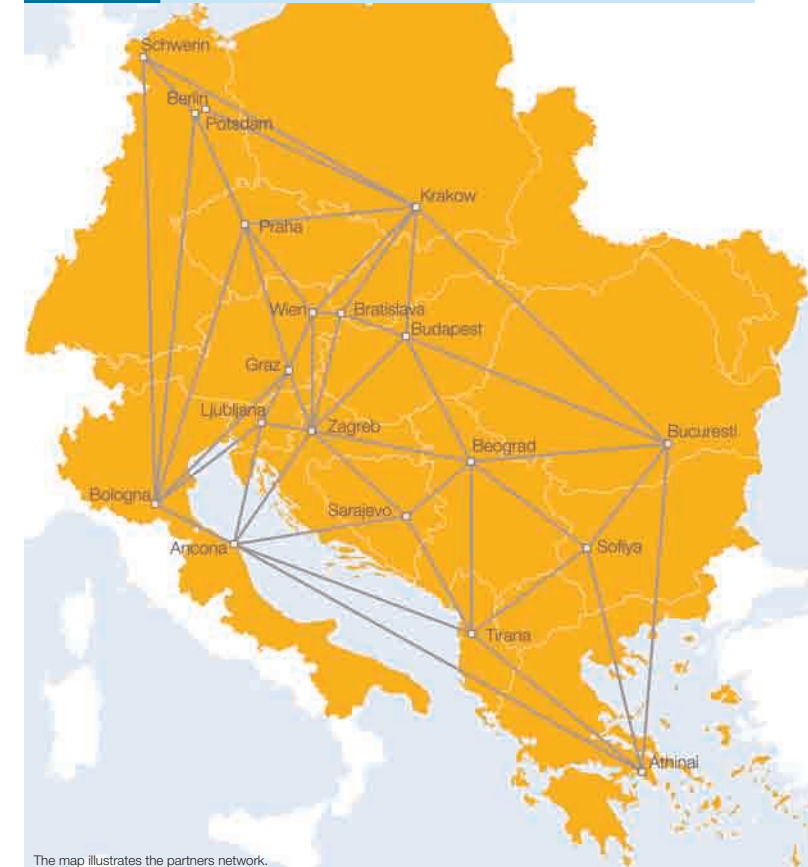 Schwerin
Berlin
Potsdam
Krakow
Praha
Wien
Bratislava
Budapest
Graz
Ljubljana
Zagreb
Bucuresti
Beograd
Bologna
Sarajevo
Ancona
Sofiya
Tirana
Athinai
The map illustrates the partners network.